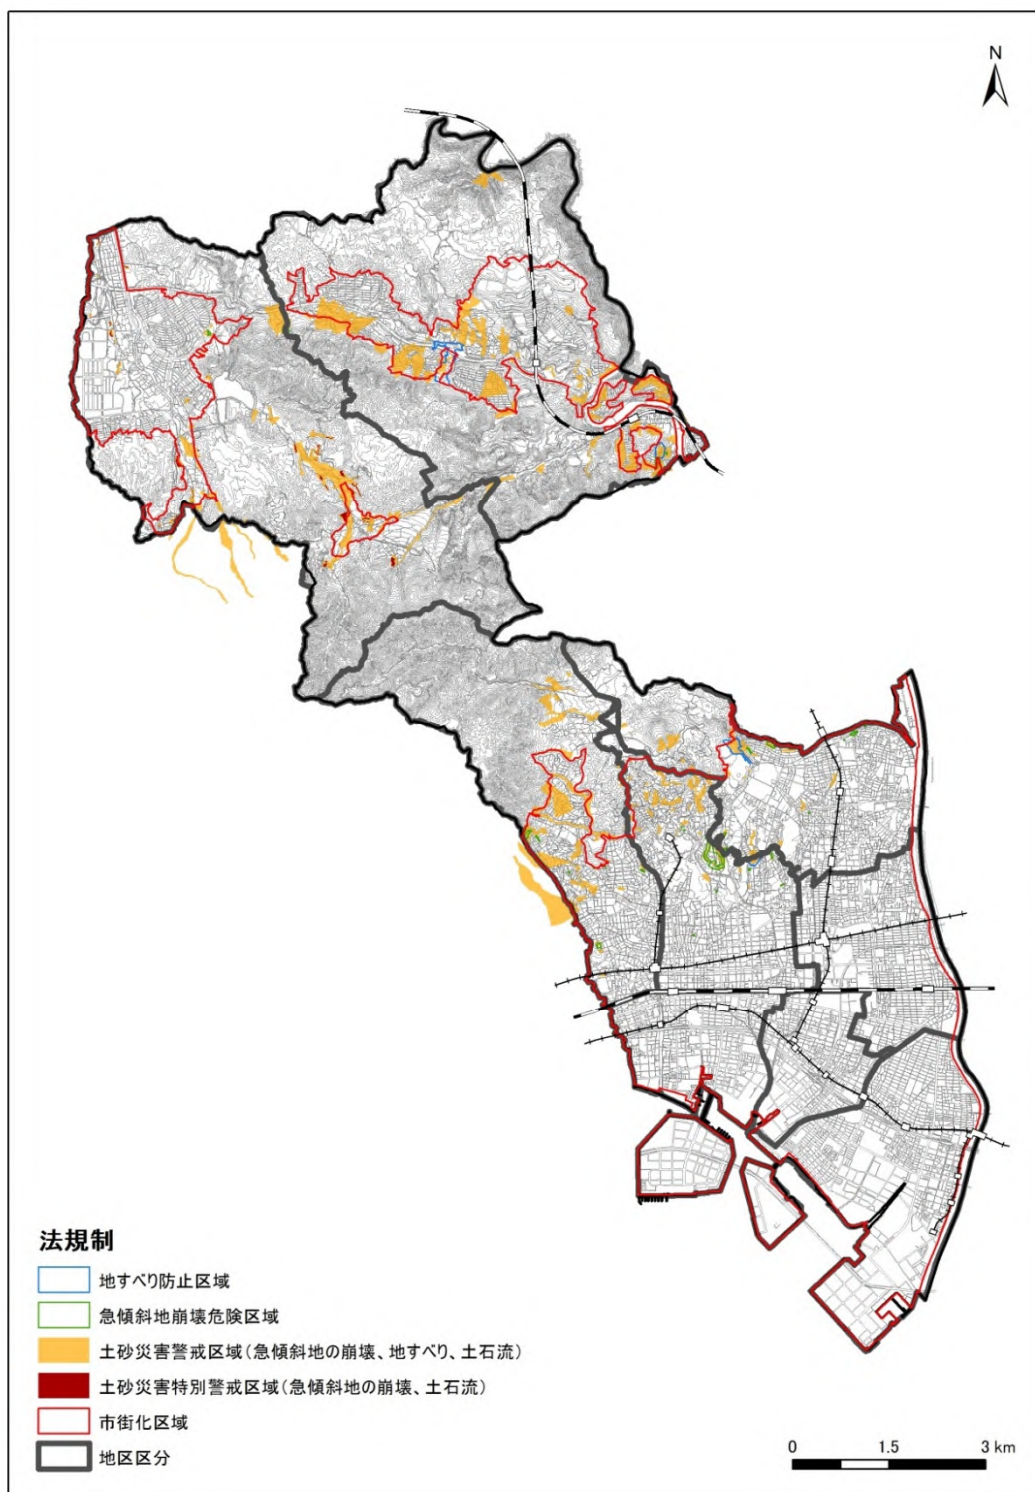 N
法規制
地すべり防止区域
急傾斜地崩壊危険区域
土砂災害警戒区域(急傾斜地の崩壊、地すべり、土石流)
土砂災害特別警戒区域(急傾斜地の崩壊、土石流)
市街化区域
地区区分
0 1.5 3 km